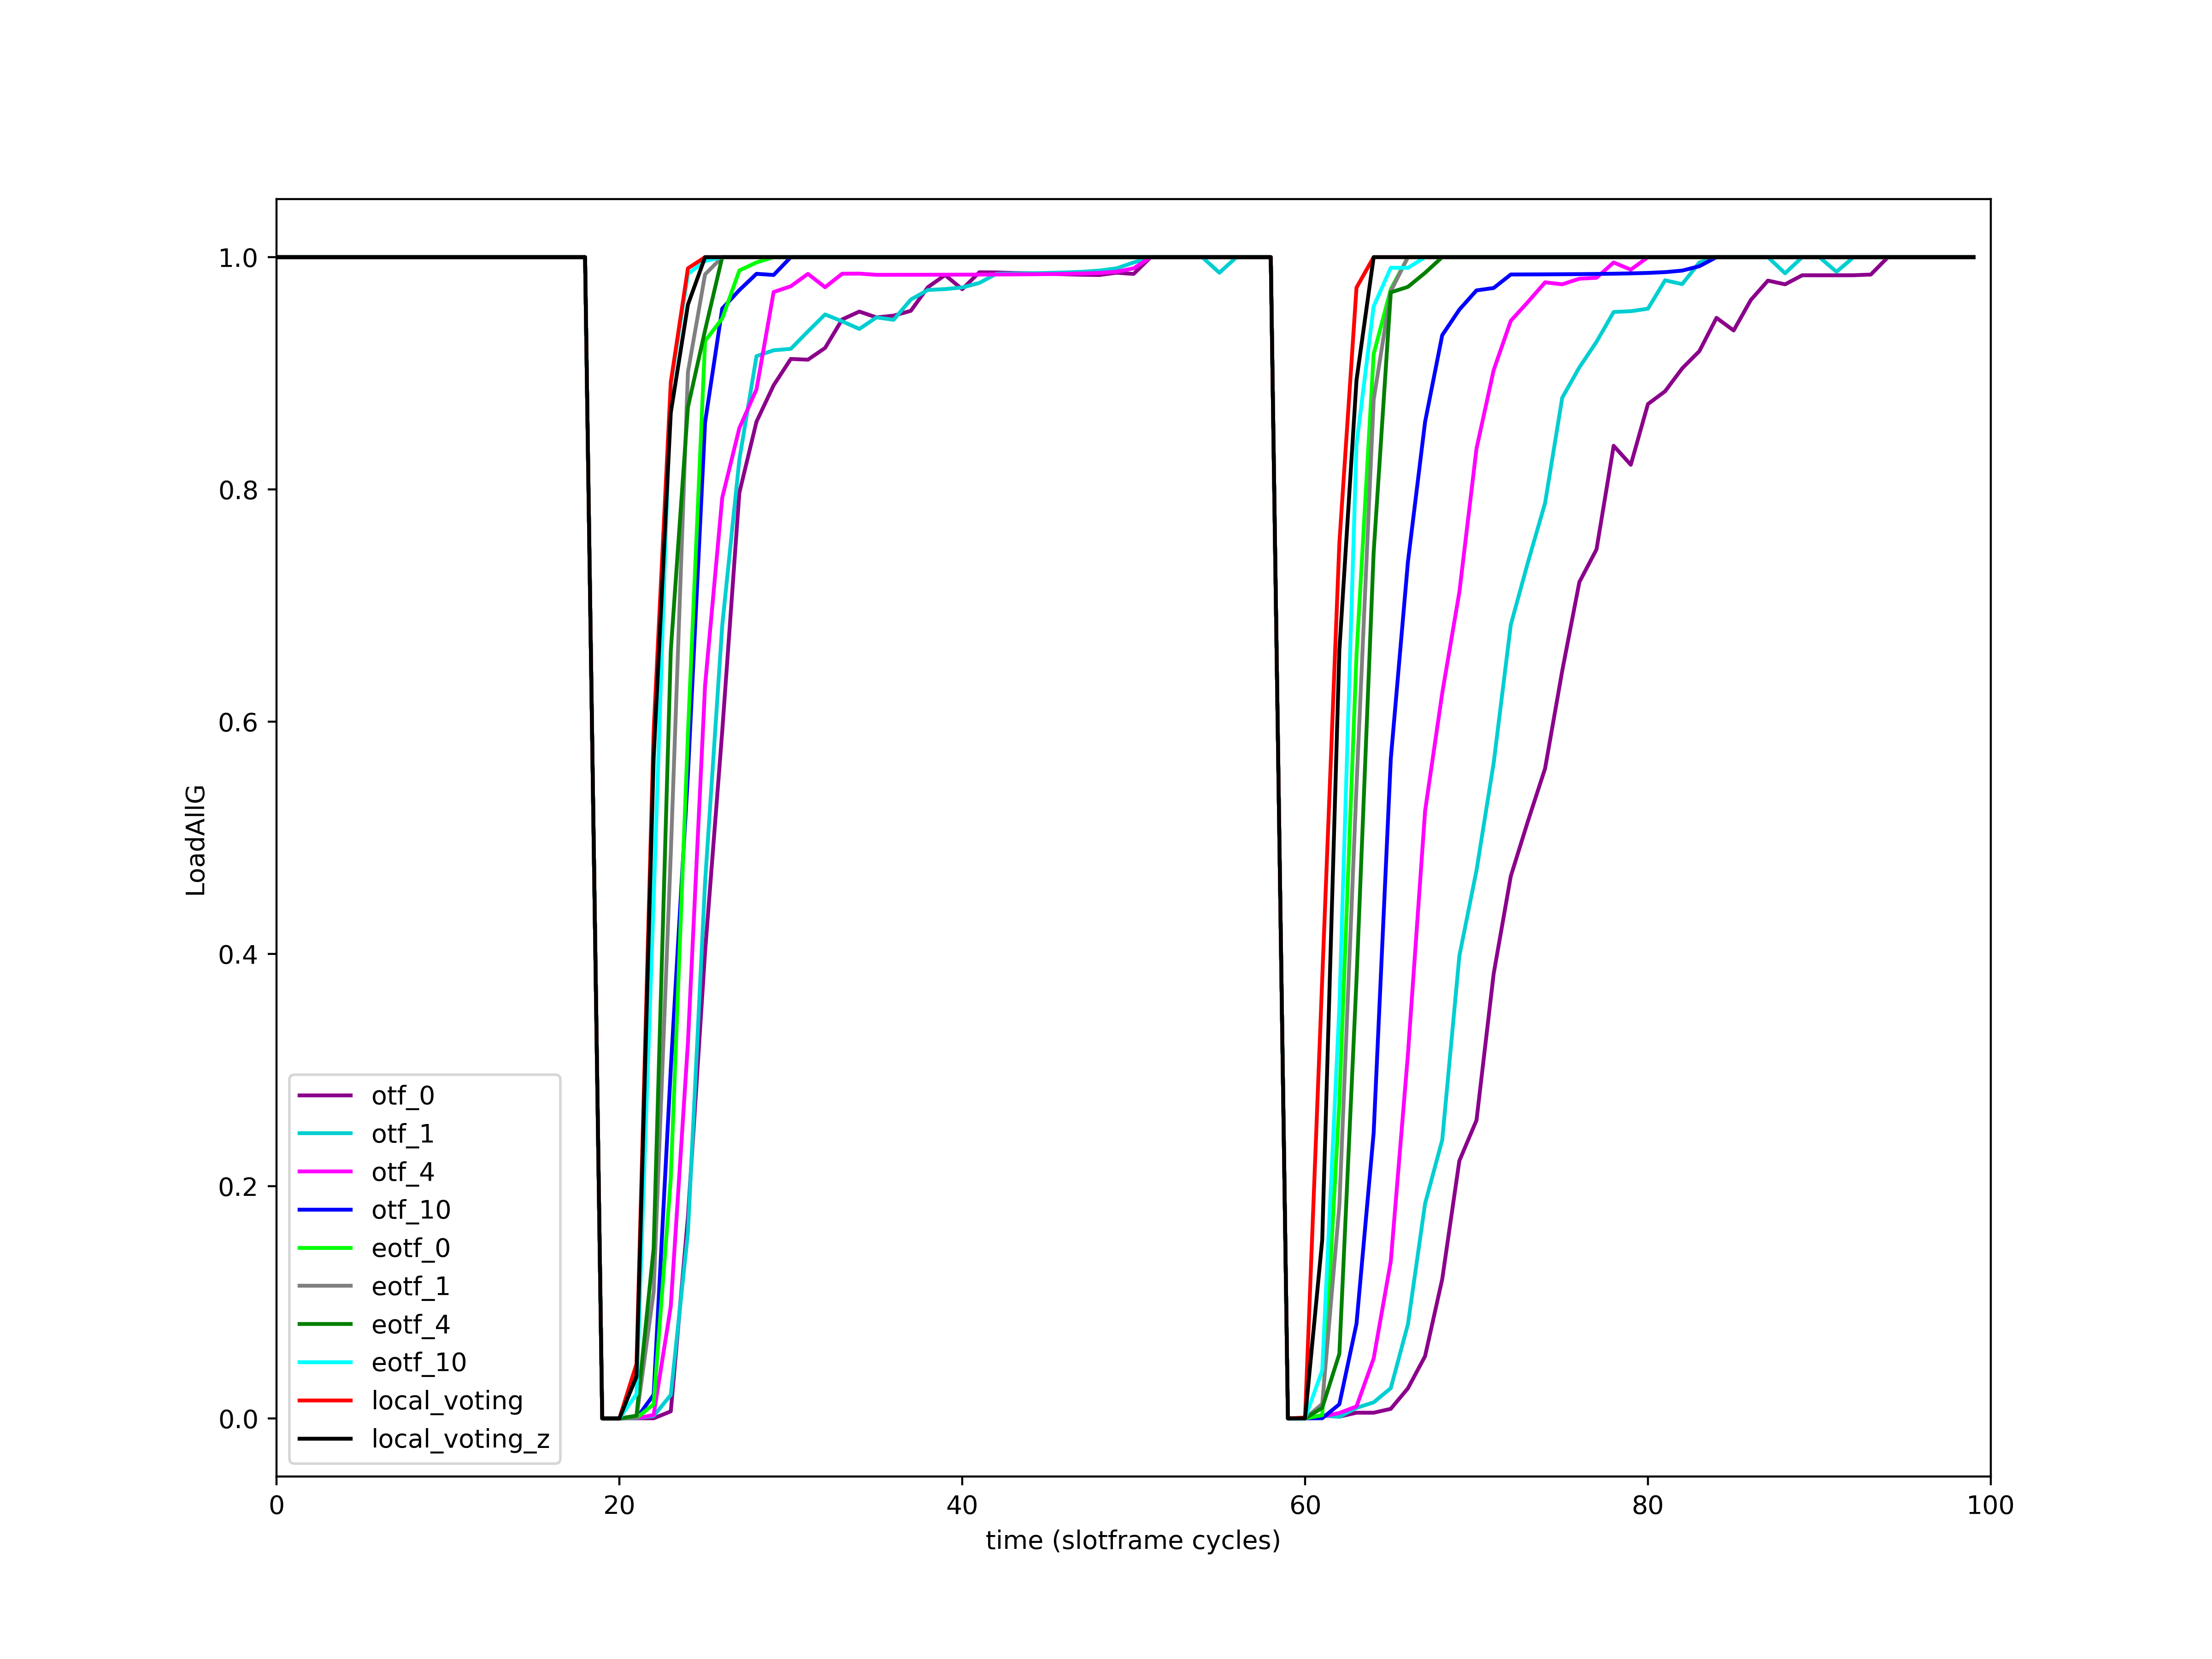 1.0
0.8
0.6
0.4
0.2
0.0
LoadAllG
otf_0
otf_1
otf_4
otf_10
eotf_0
eotf_1
eotf_4
eotf_10
local_voting
local_voting_z
0 20 40 60 80 100
time (slotframe cycles)